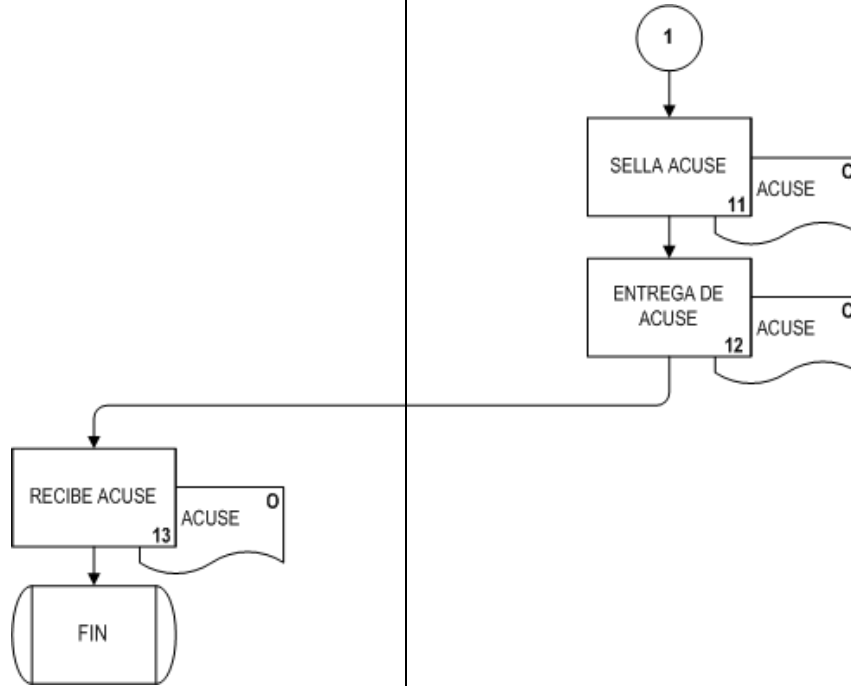 1
SELLA ACUSE
11
ACUSE
O
ENTREGA DE
ACUSE
12
ACUSE
O
RECIBE ACUSE
13
ACUSE
O
FIN